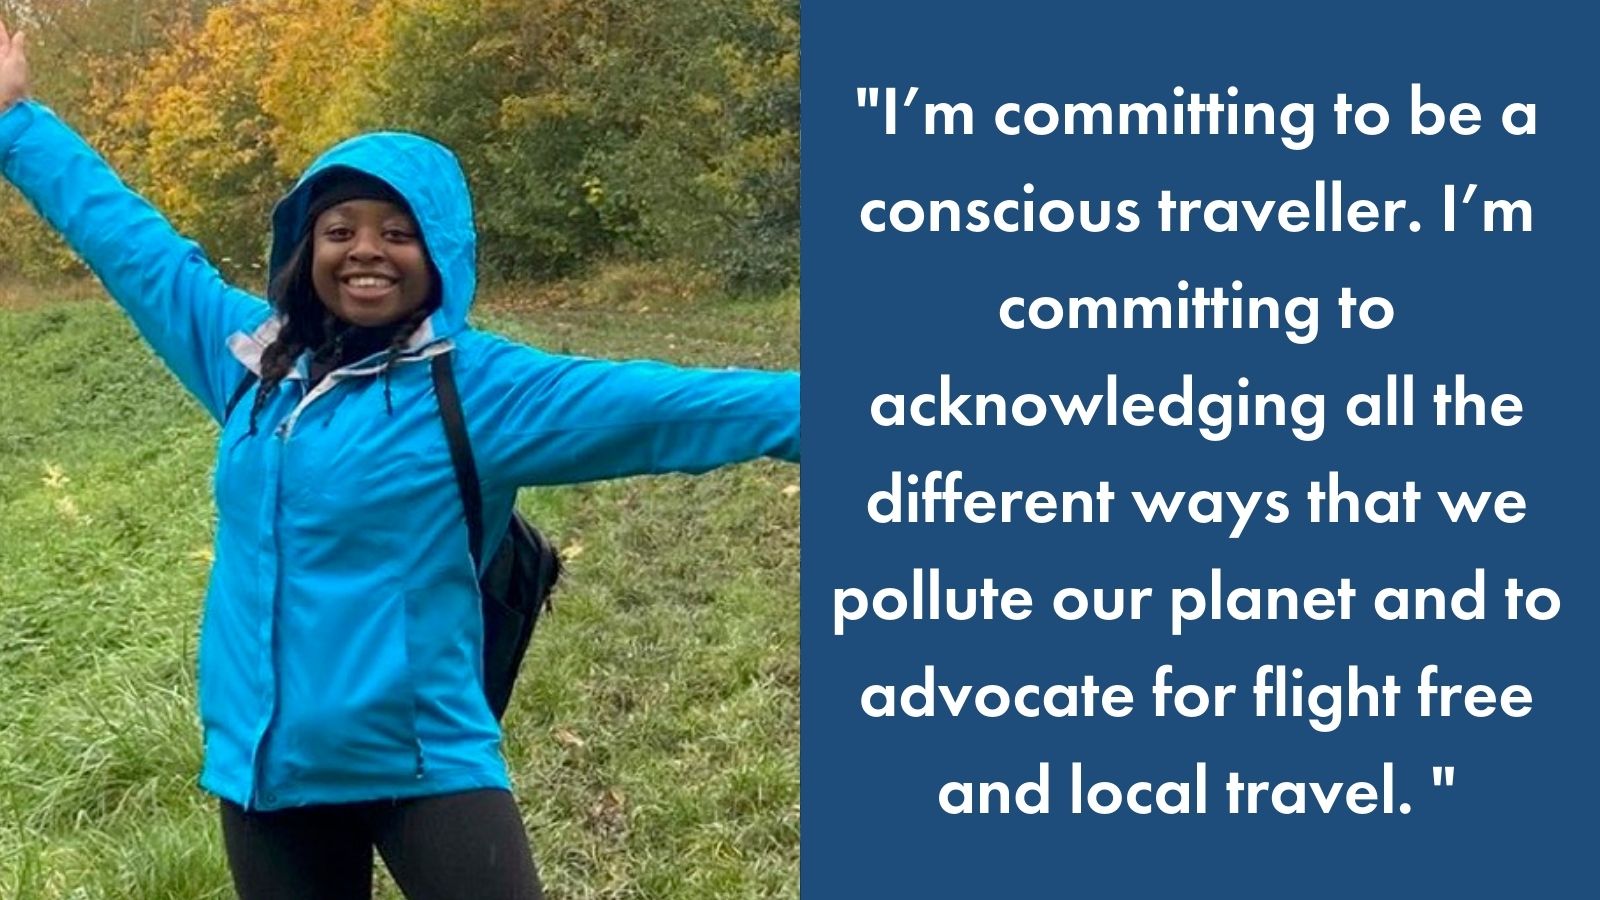 "I’m committing to be a
conscious traveller. I’m
committing to
acknowledging all the
different ways that we
pollute our planet and to
advocate for flight free
and local travel. "